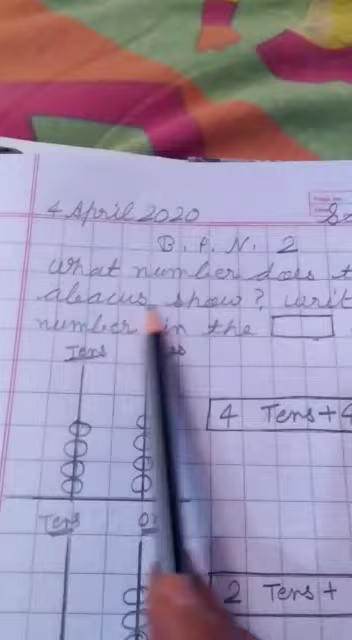 4 April 2020
B. P. N. 2
What number does
abacus show? writ
number in the
Tens
4 Tens + 4
Tens
2 Tens +